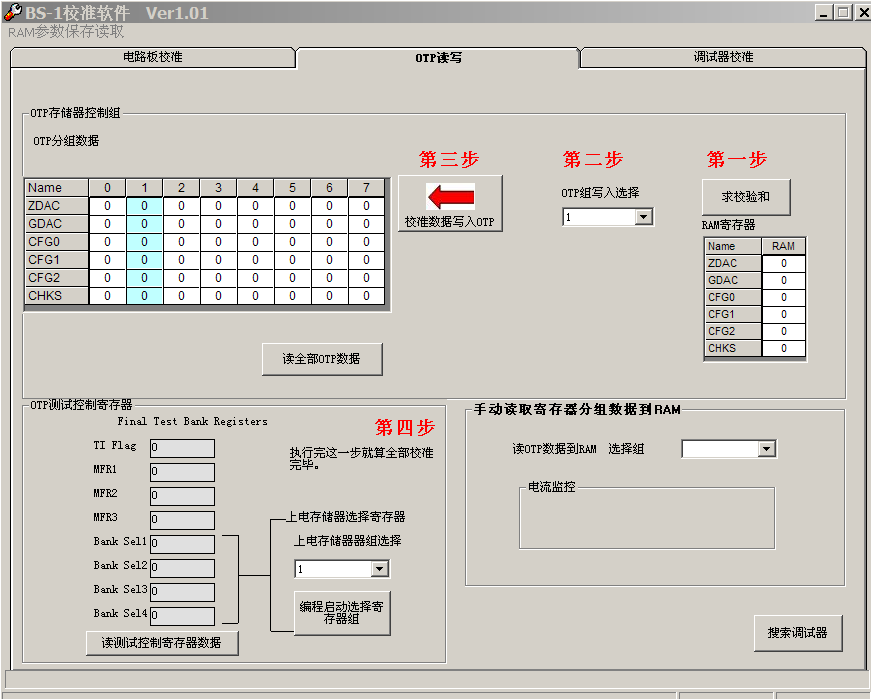 BS-1校准软件 Ver1.01
RAM参数保存读取
电路板校准 OTP读写 调试器校准
OTP存储器控制组
OTP分组数据
第三步 第二步 第一步
校准数据写入OTP
OTP组写入选择
1
求校验和
RAM寄存器
Name 0 1 2 3 4 5 6 7
ZDAC 0 0 0 0 0 0 0 0
GDAC 0 0 0 0 0 0 0 0
CFG0 0 0 0 0 0 0 0 0
CFG1 0 0 0 0 0 0 0 0
CFG2 0 0 0 0 0 0 0 0
CHKS 0 0 0 0 0 0 0 0
Name RAM
ZDAC 0
GDAC 0
CFG0 0
CFG1 0
CFG2 0
CHKS 0
读全部OTP数据
OTP测试控制寄存器
Final Test Bank Registers
TI Flag 0
MFR1 0
MFR2 0
MFR3 0
Bank Sel1 0
Bank Sel2 0
Bank Sel3 0
Bank Sel4 0
读测试控制寄存器数据
第四步
执行完这一步就算全部校准
完毕。
上电存储器选择寄存器
上电存储器器组选择
1
编程启动选择寄
存器组
手动读取寄存器分组数据到RAM
读OTP数据到RAM 选择组
电流监控
搜索调试器